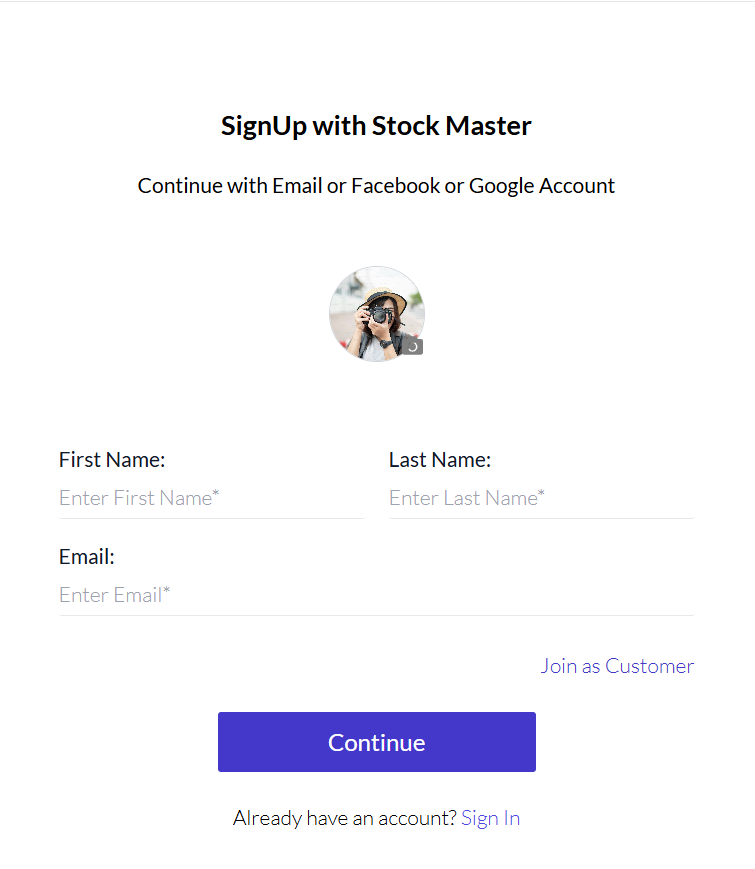 SignUp with Stock Master
Continue with Email or Facebook or Google Account
First Name:
Last Name:
Enter First Name*
Enter Last Name*
Email:
Enter Email*
Join as Customer
Continue
Already have an account? Sign In